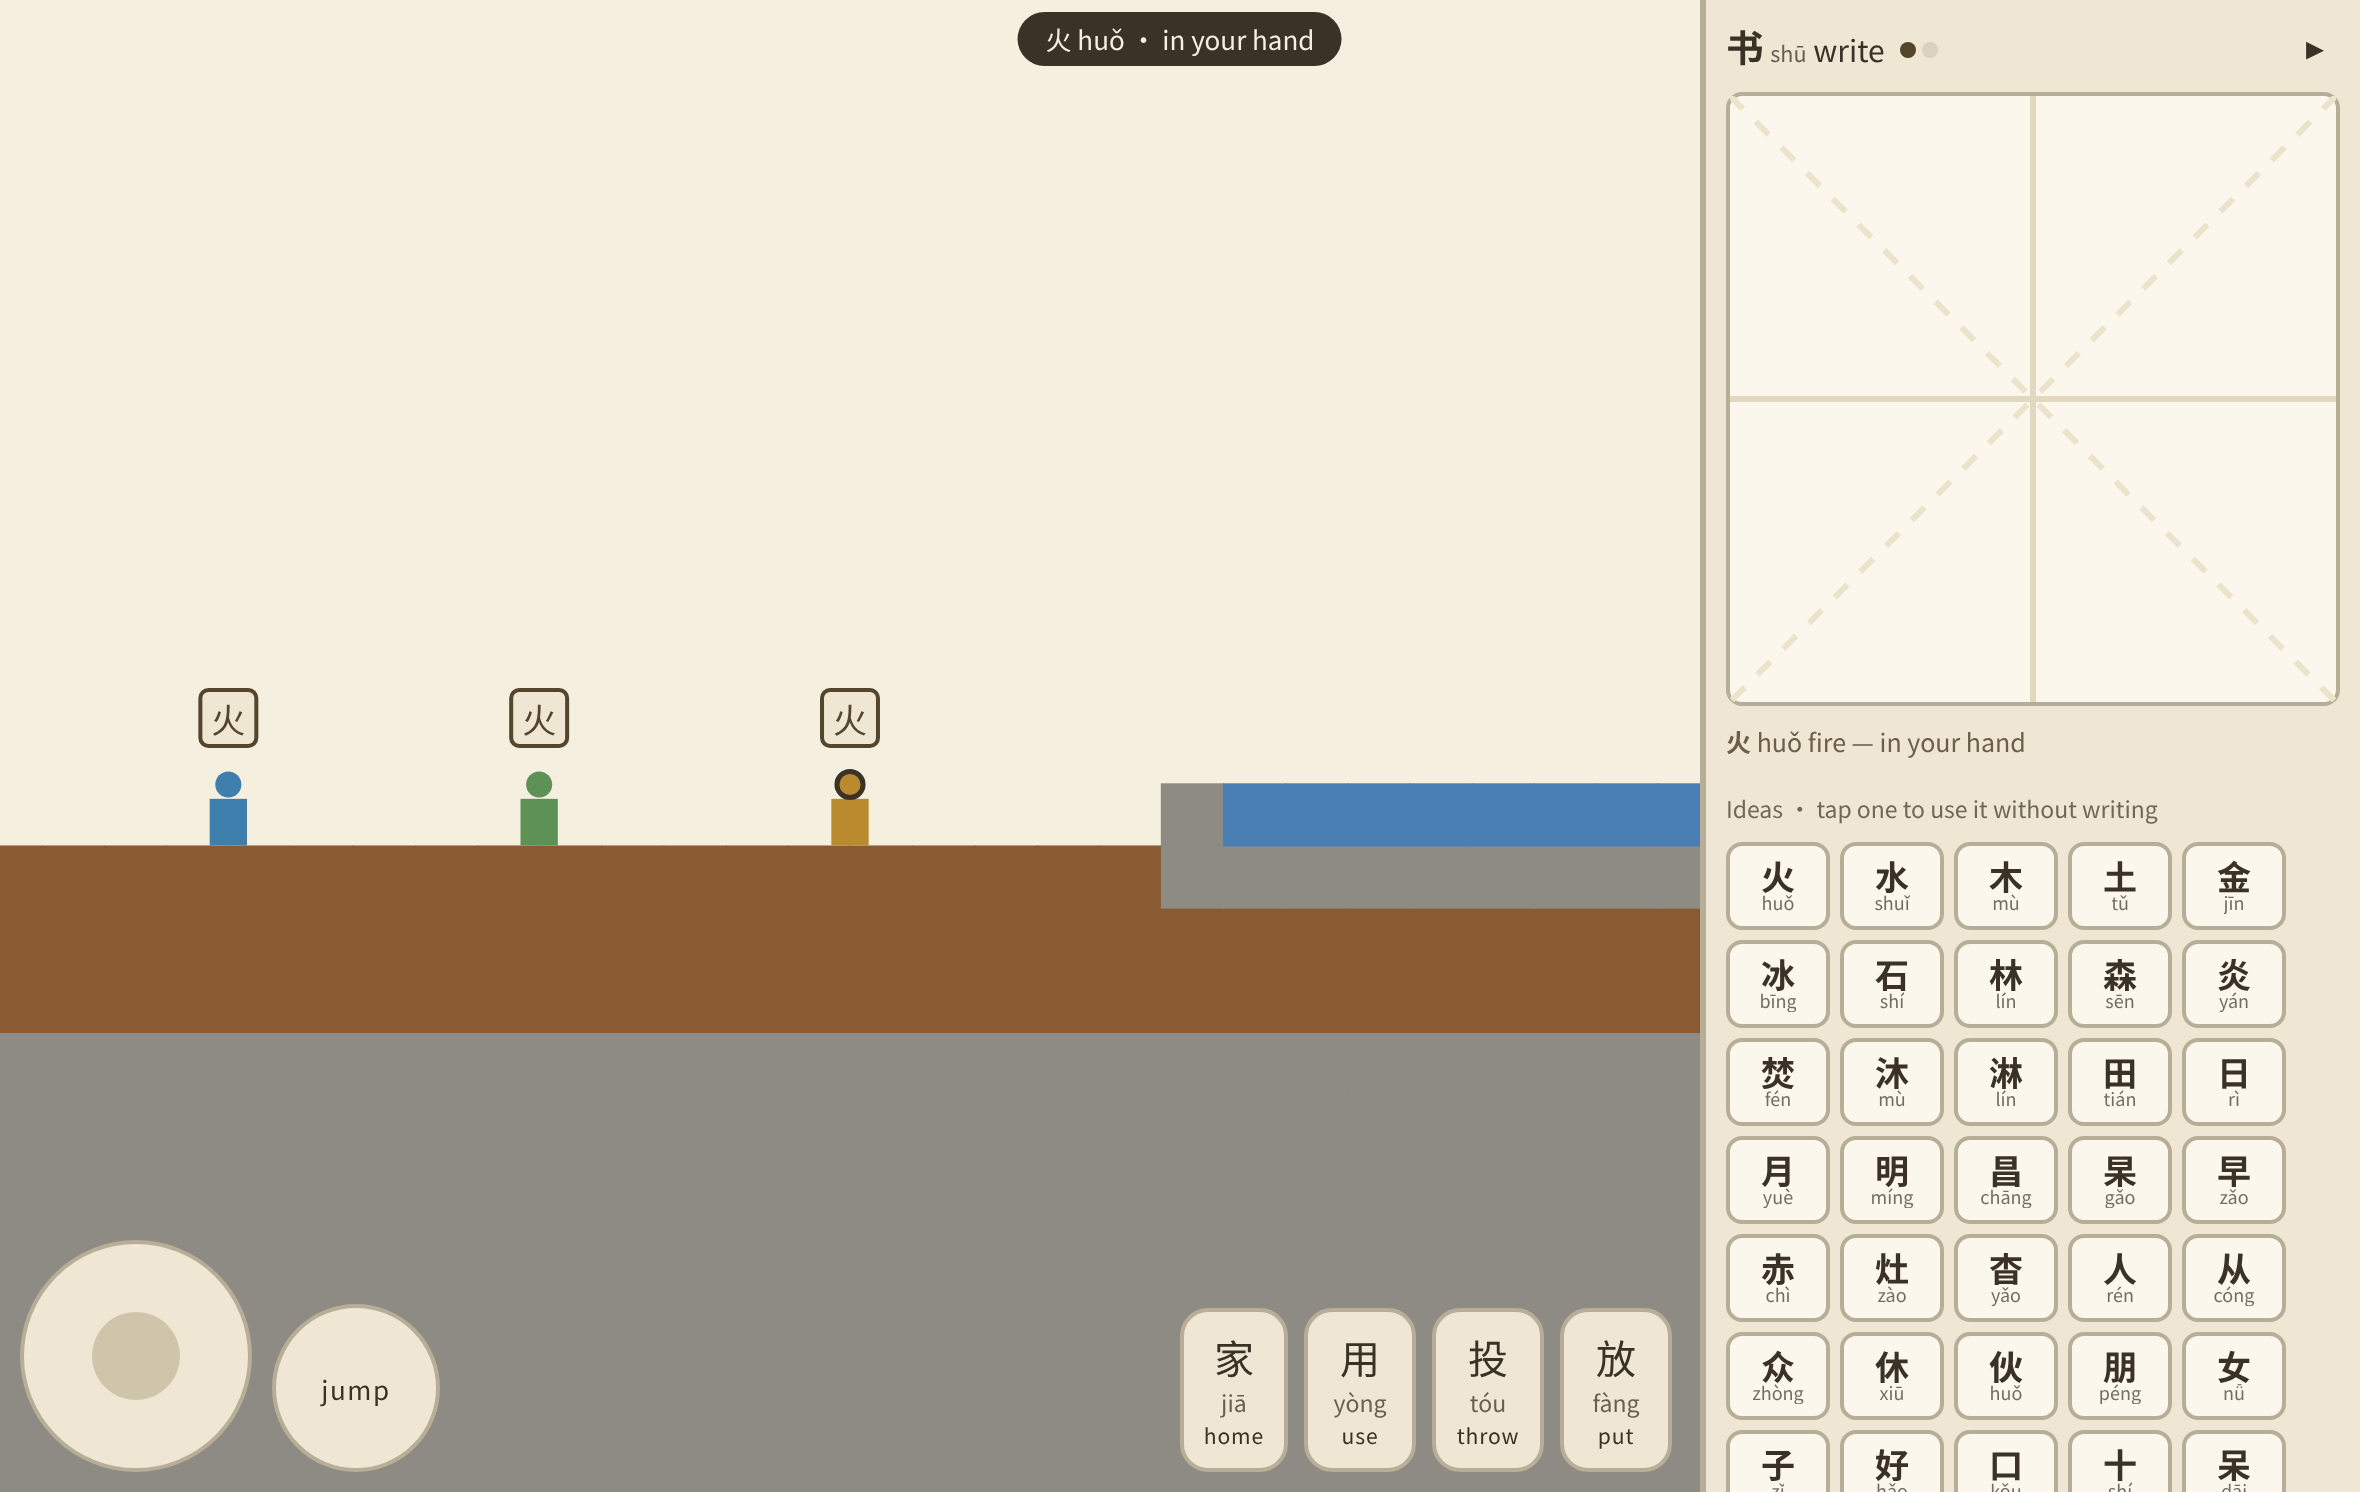 火 huǒ · in your hand
火
火
火
jump
家
jiā
home
用
yòng
use
投
tóu
throw
放
fàng
put
书 shū write
火 huǒ fire — in your hand
Ideas · tap one to use it without writing
火 水 木 土 金
huǒ shuǐ mù tǔ jīn
冰 石 林 森 炎
bīng shí lín sēn yán
焚 沐 淋 田 日
fén mù lín tián rì
月 明 昌 杲 早
yuè míng chāng gǎo zǎo
赤 灶 杳 人 从
chì zào yǎo rén cóng
众 休 伙 朋 女
zhòng xiū huǒ péng nǚ
子 好 口 十 呆
zǐ hǎo kǒu shí dāi